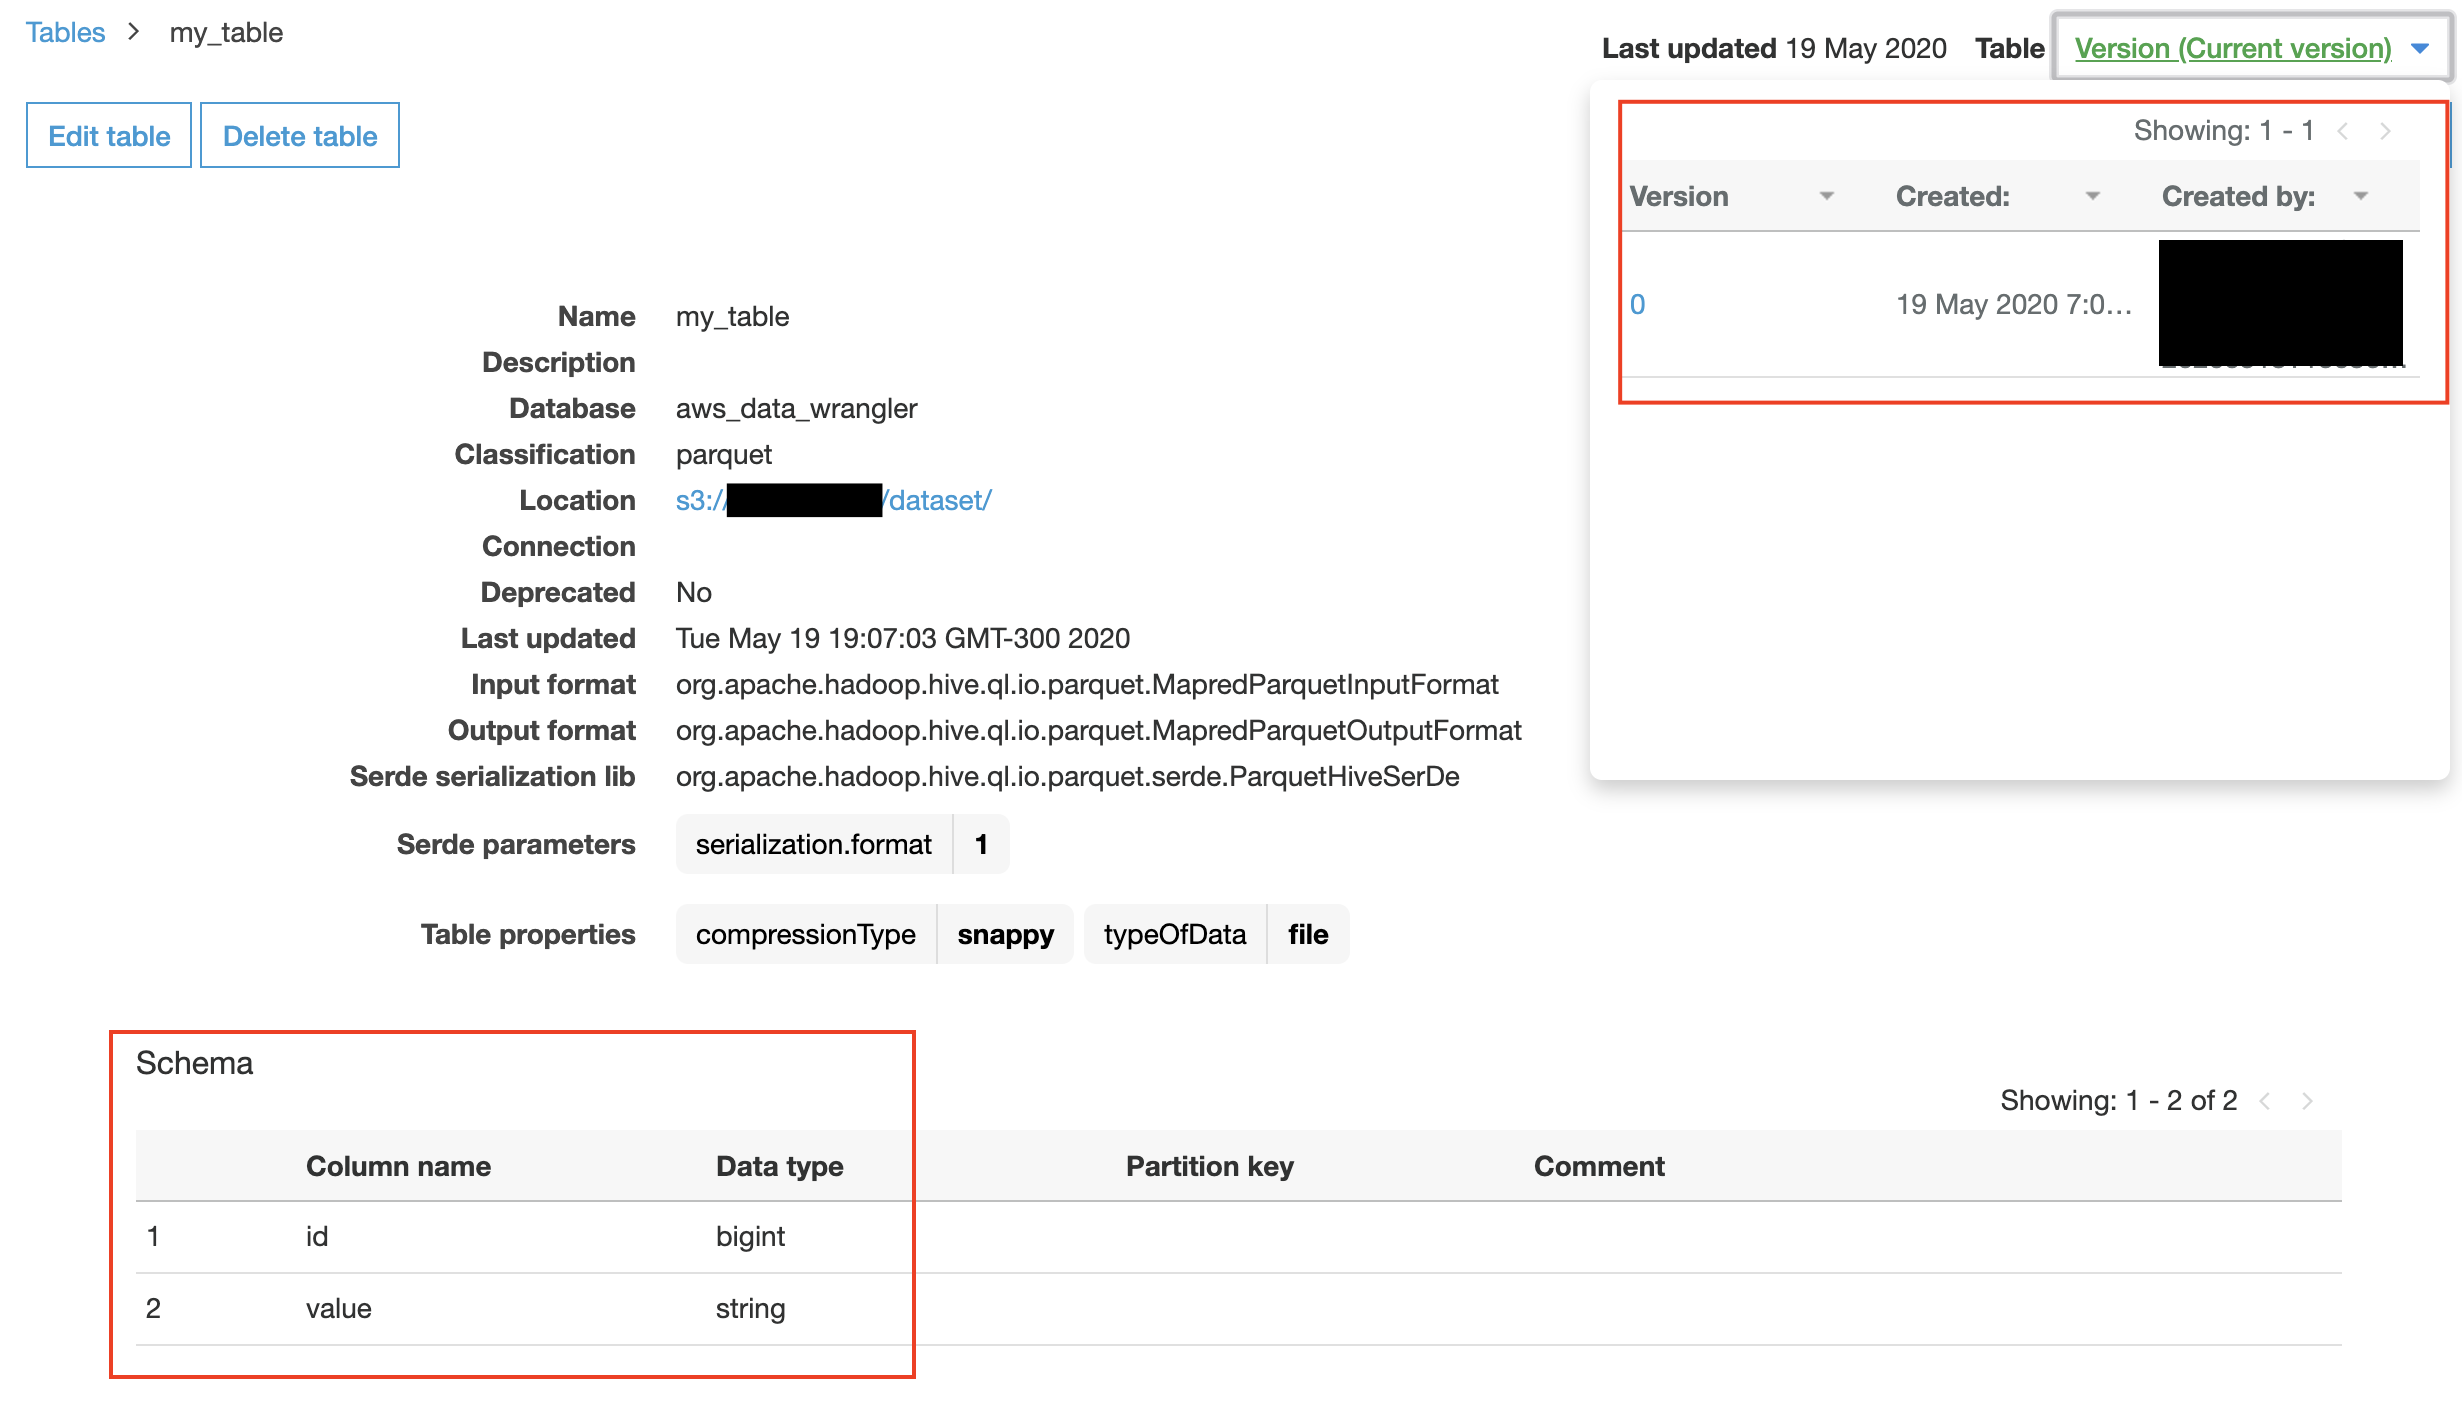 Tables > my_table
Last updated 19 May 2020 Table Version (Current version)
Edit table Delete table
Showing: 1 - 1 < >
Version Created: Created by:
0 19 May 2020 7:0...
Name my_table
Description
Database aws_data_wrangler
Classification parquet
Location s3:// /dataset/
Connection
Deprecated No
Last updated Tue May 19 19:07:03 GMT-300 2020
Input format org.apache.hadoop.hive.ql.io.parquet.MapredParquetInputFormat
Output format org.apache.hadoop.hive.ql.io.parquet.MapredParquetOutputFormat
Serde serialization lib org.apache.hadoop.hive.ql.io.parquet.serde.ParquetHiveSerDe
Serde parameters serialization.format 1
Table properties compressionType snappy typeOfData file
Schema
Showing: 1 - 2 of 2 < >
Column name Data type Partition key Comment
1 id bigint
2 value string